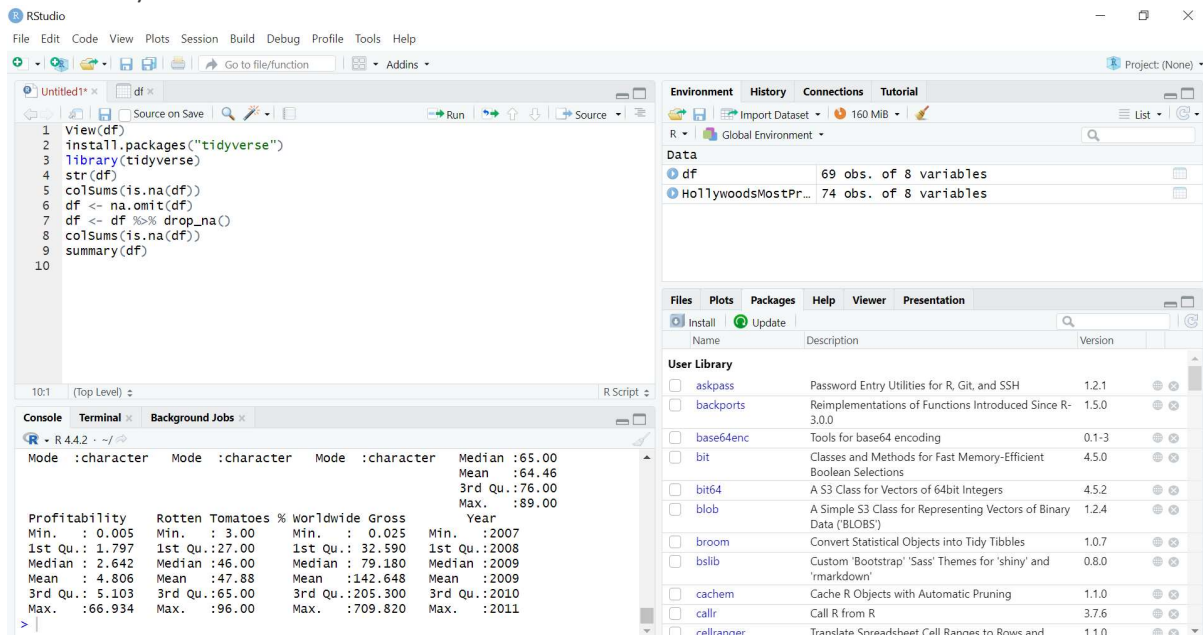 RStudio
File Edit Code View Plots Session Build Debug Profile Tools Help
Go to file/function Addins
Project: (None)
Untitled1* df
Source on Save Run Source
1 View(df)
2 install.packages("tidyverse")
3 library(tidyverse)
4 str(df)
5 colSums(is.na(df))
6 df <- na.omit(df)
7 df <- df %>% drop_na()
8 colSums(is.na(df))
9 summary(df)
10
10:1 (Top Level) R Script
Console Terminal Background Jobs
R 4.4.2 · ~/
Mode :character Mode :character Mode :character Median :65.00
Mean :64.46
3rd Qu.:76.00
Max. :89.00
Profitability Rotten Tomatoes % Worldwide Gross Year
Min. : 0.005 Min. : 3.00 Min. : 0.025 Min. :2007
1st Qu.: 1.797 1st Qu.:27.00 1st Qu.: 32.590 1st Qu.:2008
Median : 2.642 Median :46.00 Median : 79.180 Median :2009
Mean : 4.806 Mean :47.88 Mean :142.648 Mean :2009
3rd Qu.: 5.103 3rd Qu.:65.00 3rd Qu.:205.300 3rd Qu.:2010
Max. :66.934 Max. :96.00 Max. :709.820 Max. :2011
>
Environment History Connections Tutorial
Import Dataset 160 MiB List
R Global Environment
Data
df 69 obs. of 8 variables
HollywoodsMostPr… 74 obs. of 8 variables
Files Plots Packages Help Viewer Presentation
Install Update
Name Description Version
User Library
askpass Password Entry Utilities for R, Git, and SSH 1.2.1
backports Reimplementations of Functions Introduced Since R- 1.5.0
3.0.0
base64enc Tools for base64 encoding 0.1-3
bit Classes and Methods for Fast Memory-Efficient 4.5.0
Boolean Selections
bit64 A S3 Class for Vectors of 64bit Integers 4.5.2
blob A Simple S3 Class for Representing Vectors of Binary 1.2.4
Data ('BLOBS')
broom Convert Statistical Objects into Tidy Tibbles 1.0.7
bslib Custom 'Bootstrap' 'Sass' Themes for 'shiny' and 0.8.0
'rmarkdown'
cachem Cache R Objects with Automatic Pruning 1.1.0
callr Call R from R 3.7.6
cellranger Translate Spreadsheet Cell Ranges to Rows and 1.1.0